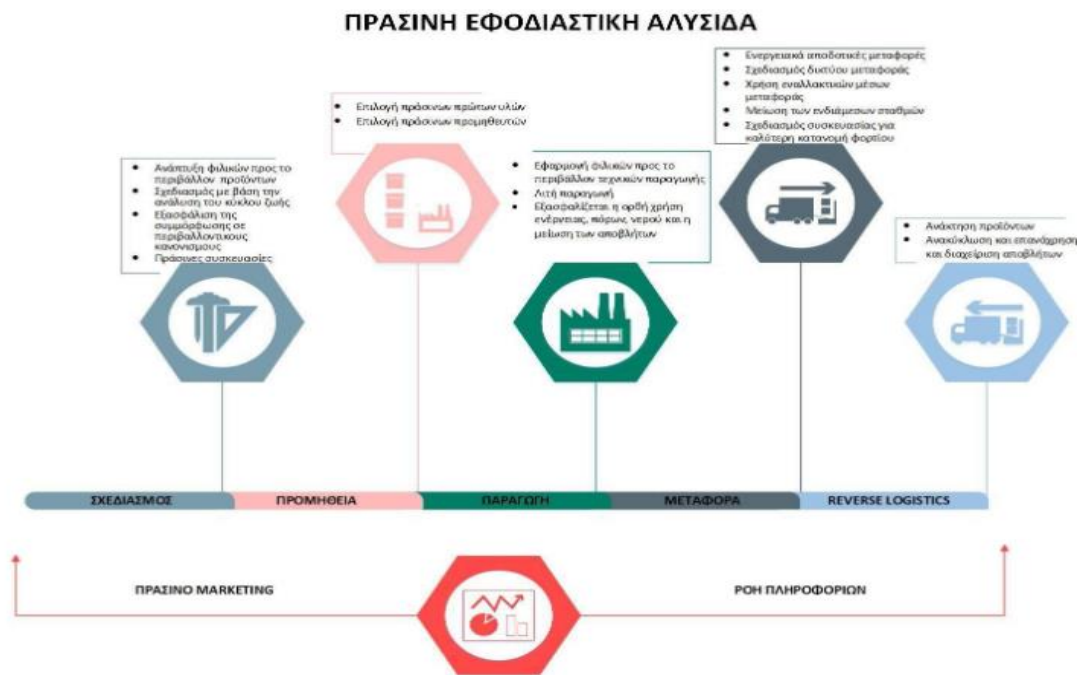 ΠΡΑΣΙΝΗ ΕΦΟΔΙΑΣΤΙΚΗ ΑΛΥΣΙΔΑ
• Ανάπτυξη φιλικών προς το
περιβάλλον προϊόντων
• Σχεδιασμός με βάση την
ανάλυση του κύκλου ζωής
• Εξασφάλιση της
συμμόρφωσης σε
περιβαλλοντικους
κανονισμους
• Πράσινες συσκευασίες
• Επιλογή πράσινων πρώτων υλών
• Επιλογή πράσινων προμηθευτών
• Εφαρμογή φιλικών προς το
περιβάλλον τεχνικών παραγωγής
• Λιτή παραγωγή
• Εξασφαλίζεται η ορθή χρήση
ενέργειας, πόρων, νερού και η
μείωση των αποβλήτων
• Ενεργειακά αποδοτικές μεταφορές
• Σχεδιασμός δικτύου μεταφοράς
• Χρήση εναλλακτικών μέσων
μεταφοράς
• Μείωση των ενδιάμεσων σταθμών
• Σχεδιασμός συσκευασίας για
καλύτερη κατανομή φορτίου
• Ανάκτηση προϊόντων
• Ανακύκλωση και επανάχρηση
και διαχείριση αποβλήτων
ΣΧΕΔΙΑΣΜΟΣ
ΠΡΟΜΗΘΕΙΑ
ΠΑΡΑΓΩΓΗ
ΜΕΤΑΦΟΡΑ
REVERSE LOGISTICS
ΠΡΑΣΙΝΟ MARKETING
ΡΟΗ ΠΛΗΡΟΦΟΡΙΩΝ